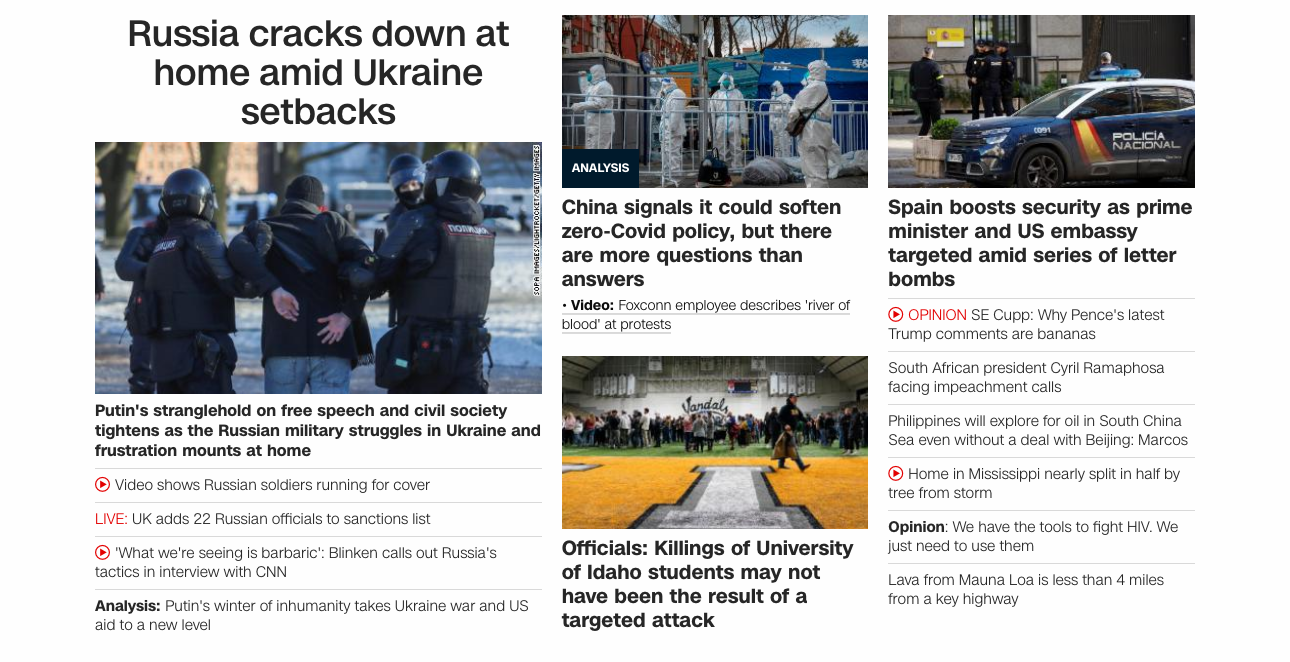 Russia cracks down at
home amid Ukraine
setbacks
SOPA IMAGES/LIGHTROCKET/GETTY IMAGES
ПОЛИЦИЯ
Putin's stranglehold on free speech and civil society
tightens as the Russian military struggles in Ukraine and
frustration mounts at home
Video shows Russian soldiers running for cover
LIVE: UK adds 22 Russian officials to sanctions list
'What we're seeing is barbaric': Blinken calls out Russia's
tactics in interview with CNN
Analysis: Putin's winter of inhumanity takes Ukraine war and US
aid to a new level
ANALYSIS
China signals it could soften
zero-Covid policy, but there
are more questions than
answers
• Video: Foxconn employee describes 'river of
blood' at protests
Vandals
Officials: Killings of University
of Idaho students may not
have been the result of a
targeted attack
POLICÍA
NACIONAL
Spain boosts security as prime
minister and US embassy
targeted amid series of letter
bombs
OPINION SE Cupp: Why Pence's latest
Trump comments are bananas
South African president Cyril Ramaphosa
facing impeachment calls
Philippines will explore for oil in South China
Sea even without a deal with Beijing: Marcos
Home in Mississippi nearly split in half by
tree from storm
Opinion: We have the tools to fight HIV. We
just need to use them
Lava from Mauna Loa is less than 4 miles
from a key highway